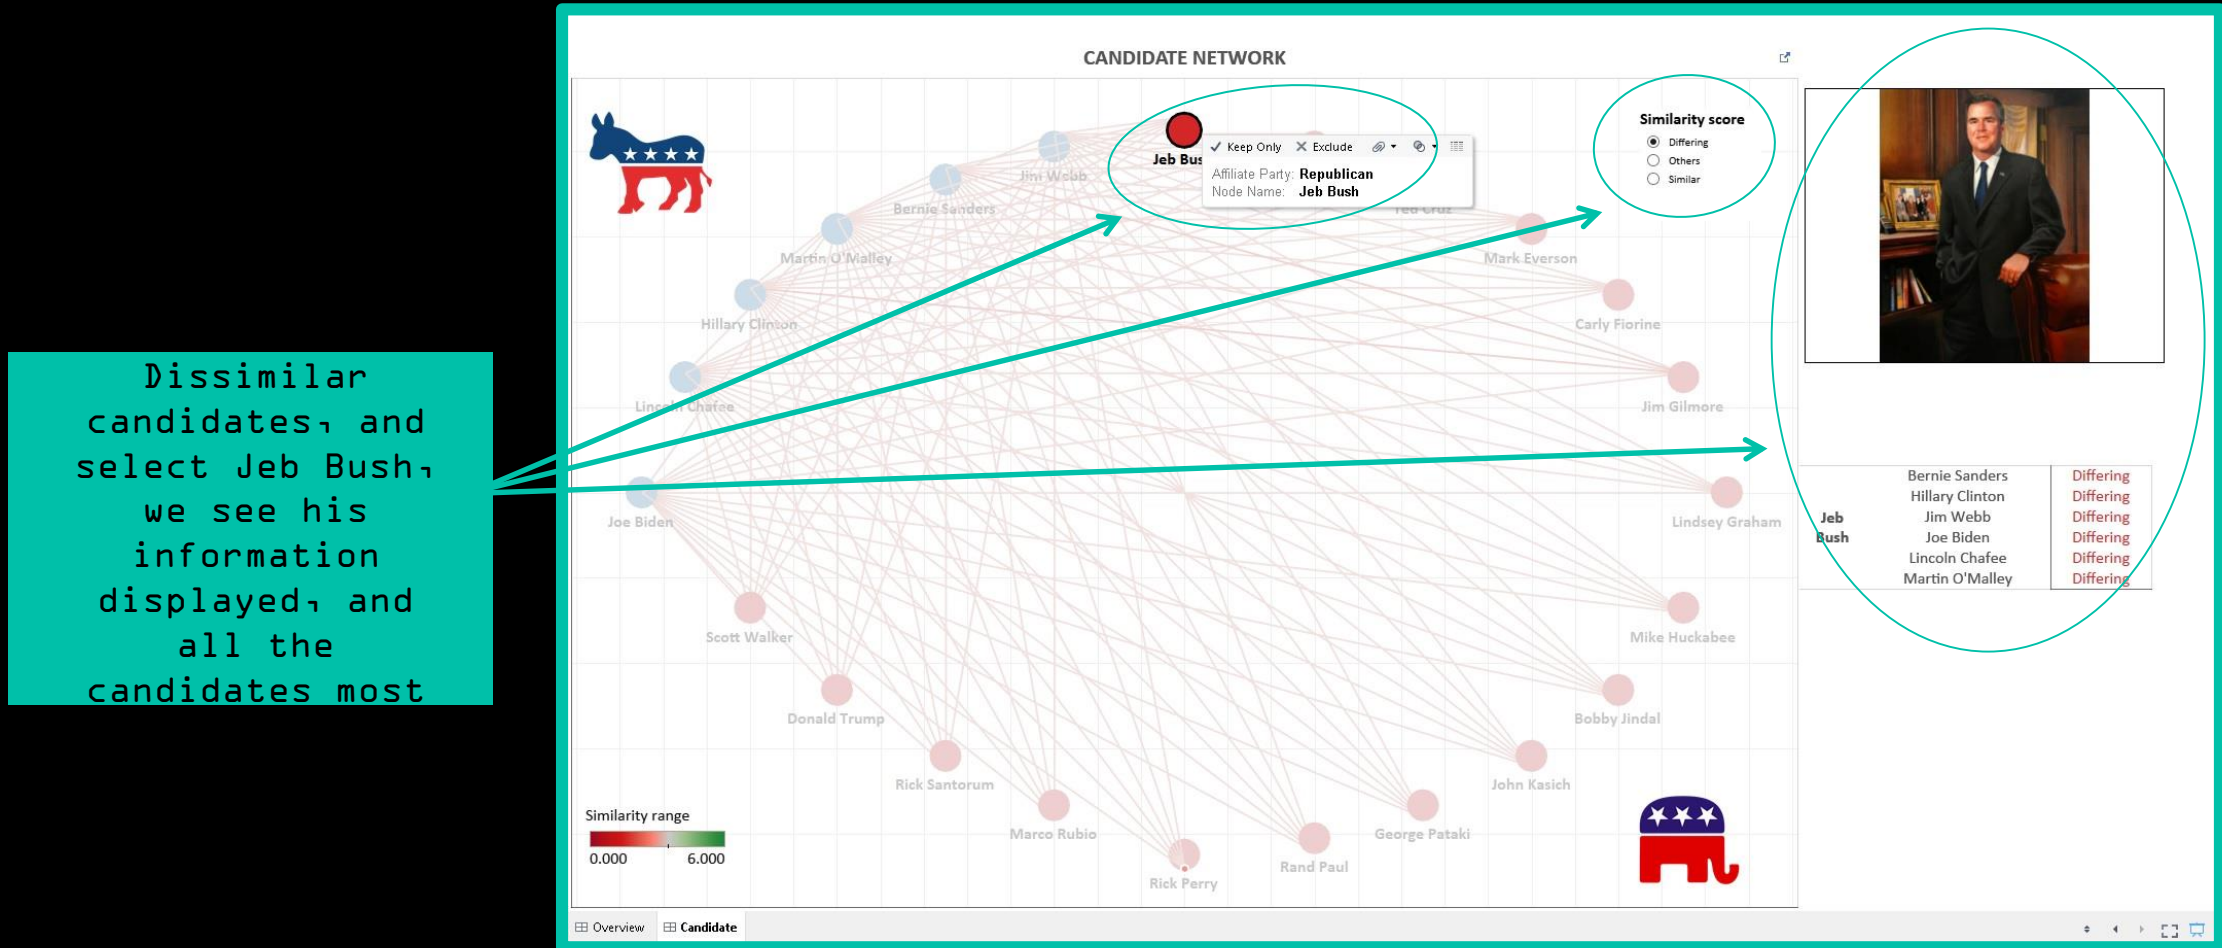 Dissimilar
candidates, and
select Jeb Bush,
we see his
information
displayed, and
all the
candidates most
CANDIDATE NETWORK
Similarity score
Differing
Others
Similar
Jeb Bus
Keep Only Exclude
Affiliate Party: Republican
Node Name: Jeb Bush
Jim Webb
Bernie Sanders
Ted Cruz
Martin O'Malley
Mark Everson
Hillary Clinton
Carly Fiorine
Lincoln Chafee
Jim Gilmore
Joe Biden
Lindsey Graham
Scott Walker
Mike Huckabee
Donald Trump
Bobby Jindal
Rick Santorum
John Kasich
Marco Rubio
George Pataki
Rand Paul
Rick Perry
Similarity range
0.000 6.000
Jeb
Bush
Bernie Sanders Differing
Hillary Clinton Differing
Jim Webb Differing
Joe Biden Differing
Lincoln Chafee Differing
Martin O'Malley Differing
Overview Candidate